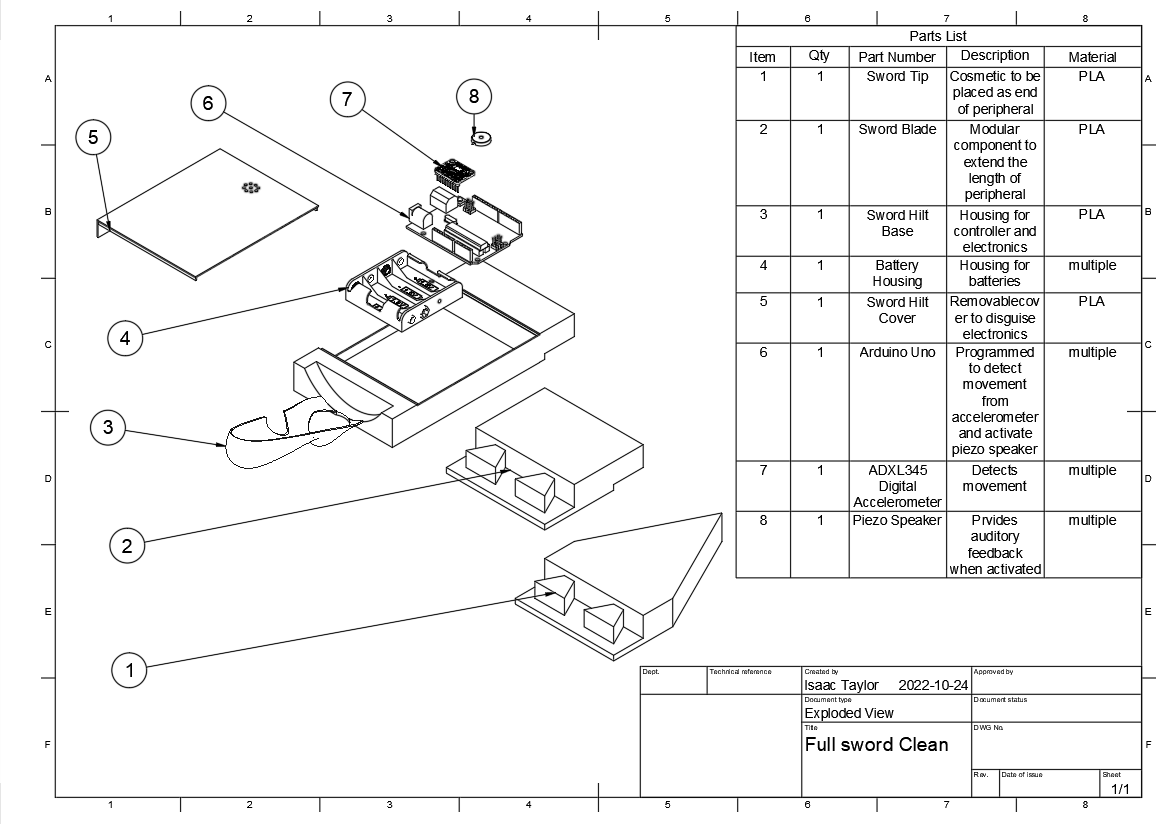 1 2 3 4 5 6 7 8
Parts List
Item Qty Part Number Description Material
1 1 Sword Tip Cosmetic to be PLA
placed as end
of peripheral
2 1 Sword Blade Modular PLA
component to
extend the
length of
peripheral
3 1 Sword Hilt Housing for PLA
Base controller and
electronics
4 1 Battery Housing for multiple
Housing batteries
5 1 Sword Hilt Removablecov PLA
Cover er to disguise
electronics
6 1 Arduino Uno Programmed multiple
to detect
movement
from
accelerometer
and activate
piezo speaker
7 1 ADXL345 Detects multiple
Digital movement
Accelerometer
8 1 Piezo Speaker Prvides multiple
auditory
feedback
when activated
A A
B B
C C
D D
E E
F F
8
7
6
5
4
3
2
1
Dept. Technical reference Created by Approved by
Isaac Taylor 2022-10-24
Document type Document status
Exploded View
Title DWG No.
Full sword Clean
Rev. Date of issue Sheet
1/1
1 2 3 4 5 6 7 8